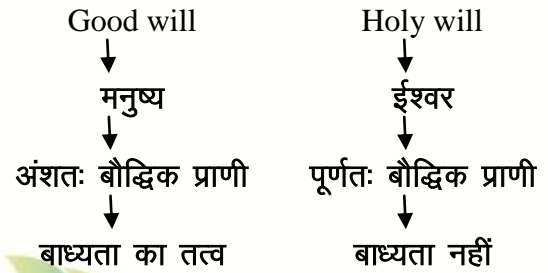 Good will Holy will
मनुष्य ईश्वर
अंशतः बौद्धिक प्राणी पूर्णतः बौद्धिक प्राणी
बाध्यता का तत्व बाध्यता नहीं